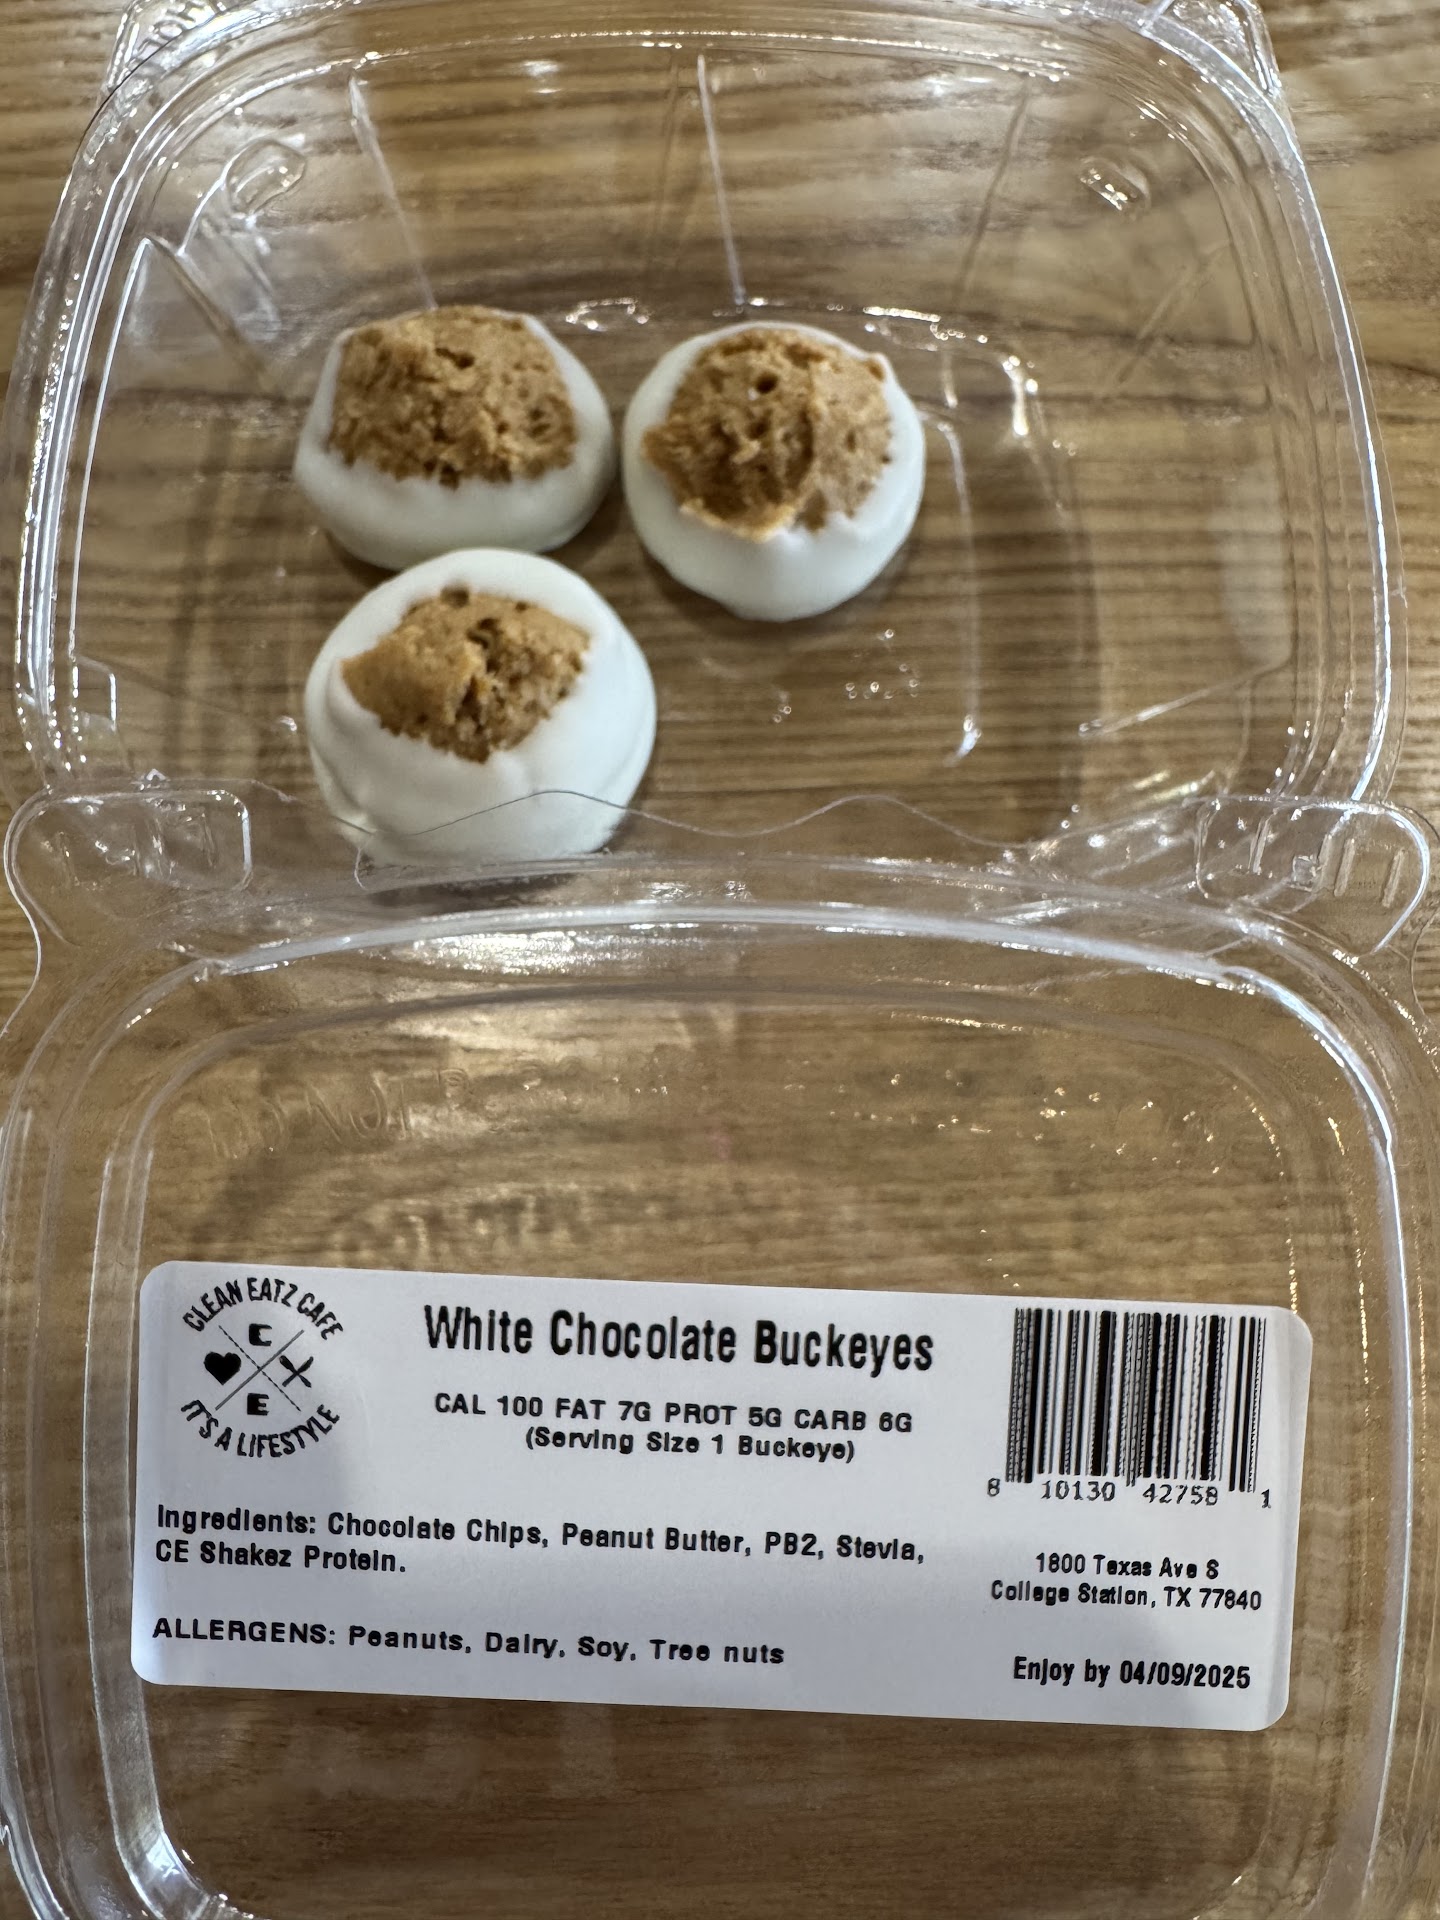 CLEAN EATZ CAFE
C
E
IT'S A LIFESTYLE
White Chocolate Buckeyes
CAL 100 FAT 7G PROT 5G CARB 6G
(Serving Size 1 Buckeye)
8 10130 42758 1
Ingredients: Chocolate Chips, Peanut Butter, PB2, Stevia,
CE Shakez Protein.
1800 Texas Ave S
College Station, TX 77840
ALLERGENS: Peanuts, Dairy, Soy, Tree nuts
Enjoy by 04/09/2025